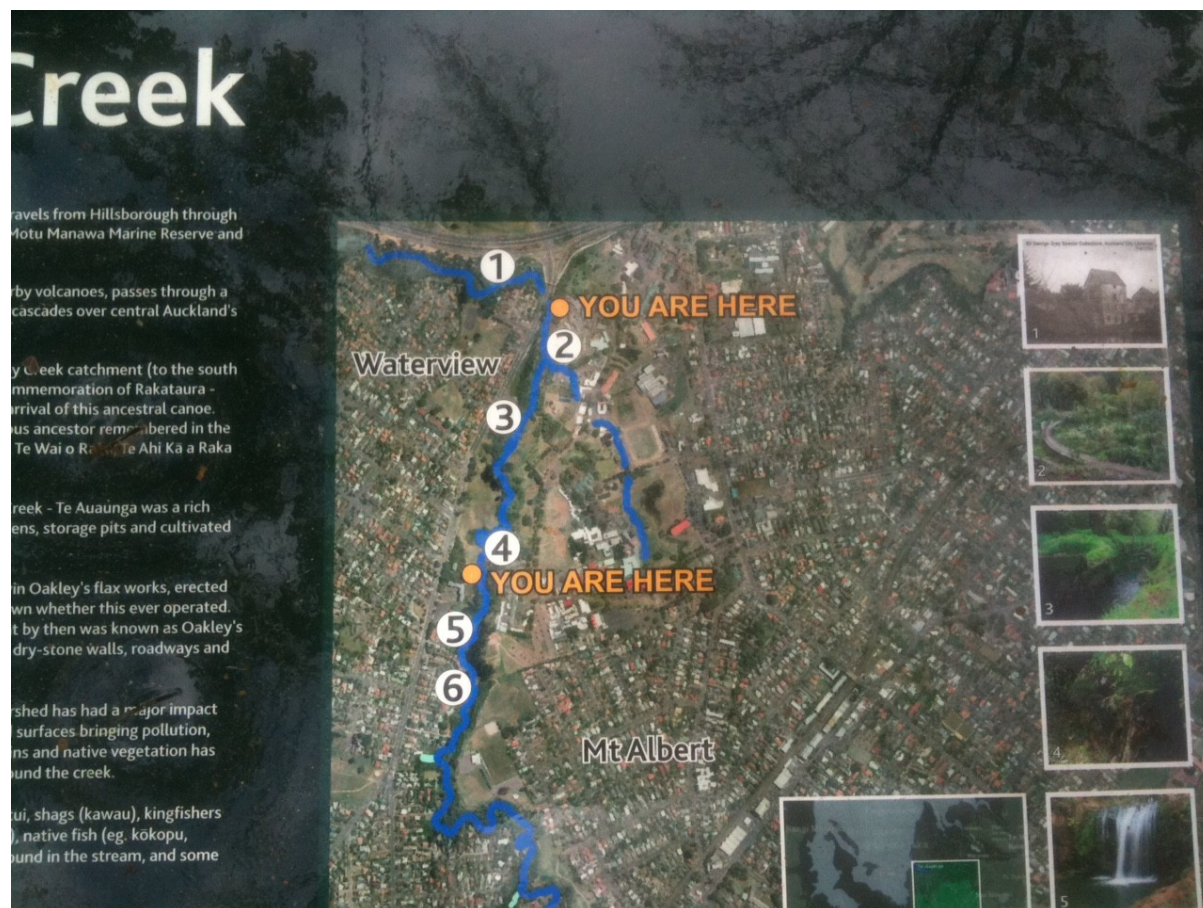 Creek
ravels from Hillsborough through
Motu Manawa Marine Reserve and
rby volcanoes, passes through a
cascades over central Auckland's
y Creek catchment (to the south
mmemoration of Rakataura -
rrival of this ancestral canoe.
us ancestor remembered in the
Te Wai o Te Ahi Kā a Raka
reek - Te Auaunga was a rich
ens, storage pits and cultivated
in Oakley's flax works, erected
wn whether this ever operated.
t by then was known as Oakley's
dry-stone walls, roadways and
rshed has had a major impact
surfaces bringing pollution,
ns and native vegetation has
ound the creek.
tui, shags (kawau), kingfishers
), native fish (eg. kōkopu,
ound in the stream, and some
1
YOU ARE HERE
2
Waterview
3
4
YOU ARE HERE
5
6
Mt Albert
1
2
3
4
5